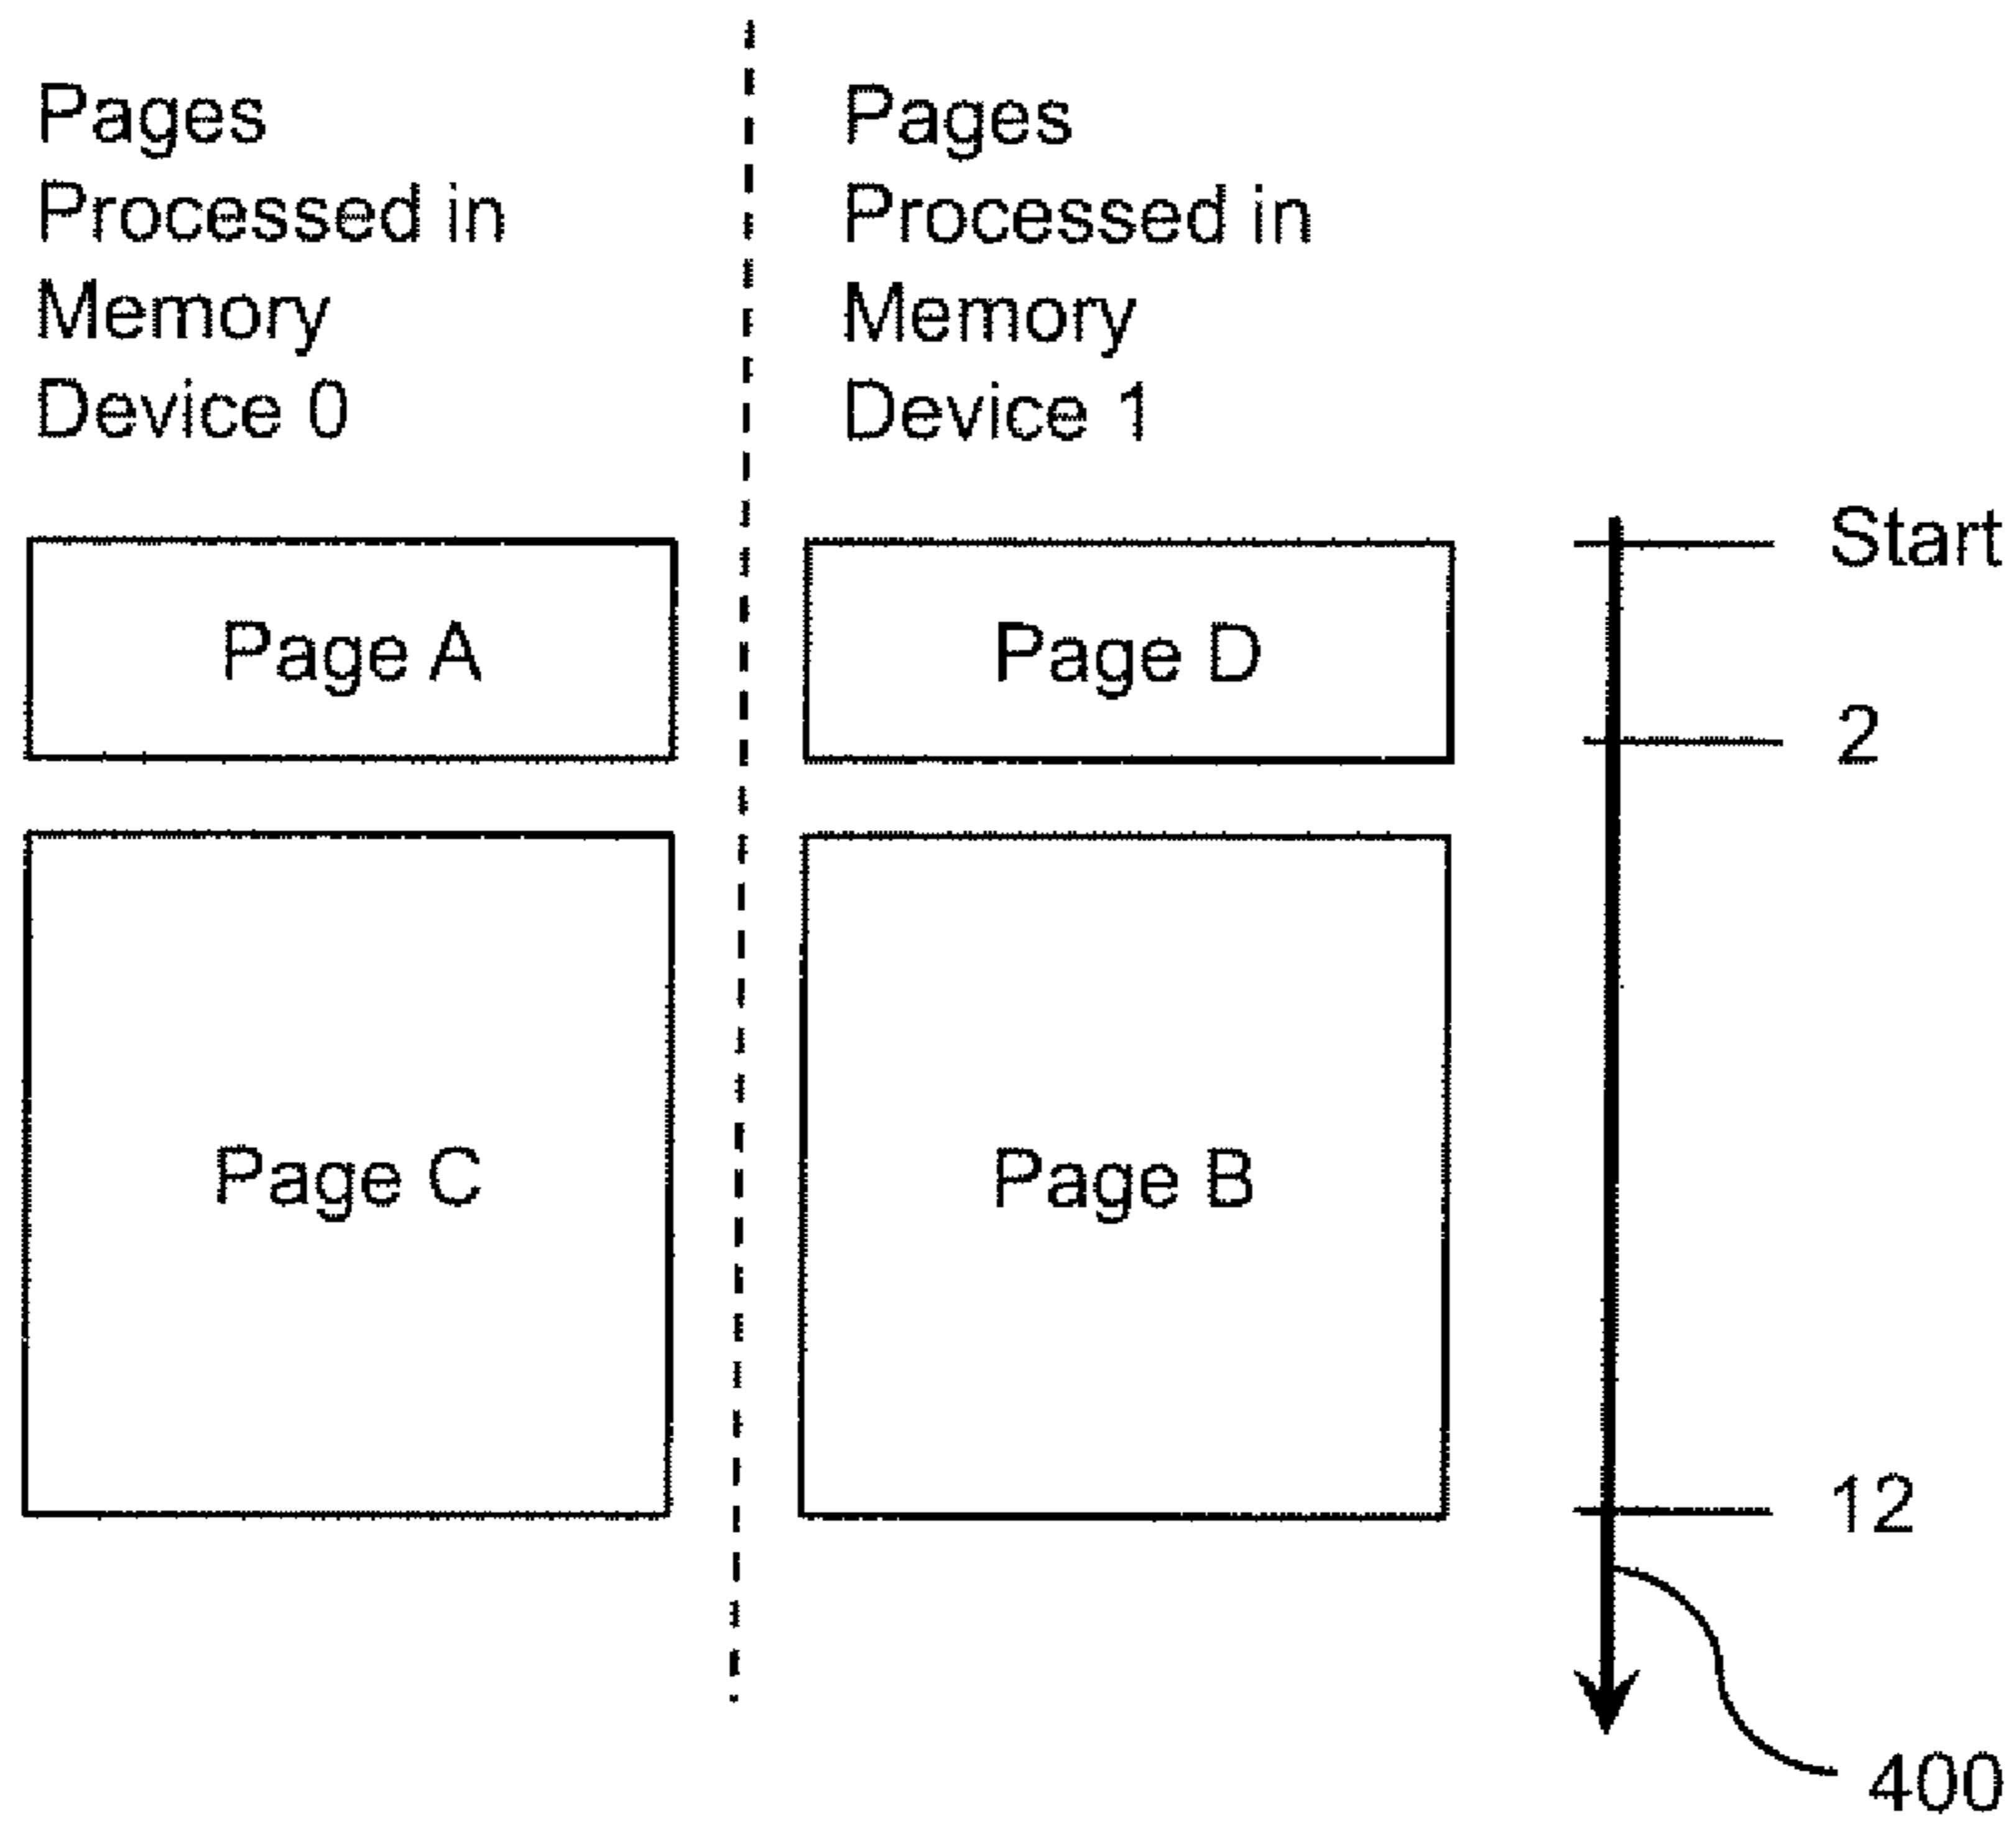 Pages
Processed in
Memory
Device 0
Pages
Processed in
Memory
Device 1
Start
Page A
Page D
2
Page C
Page B
12
400